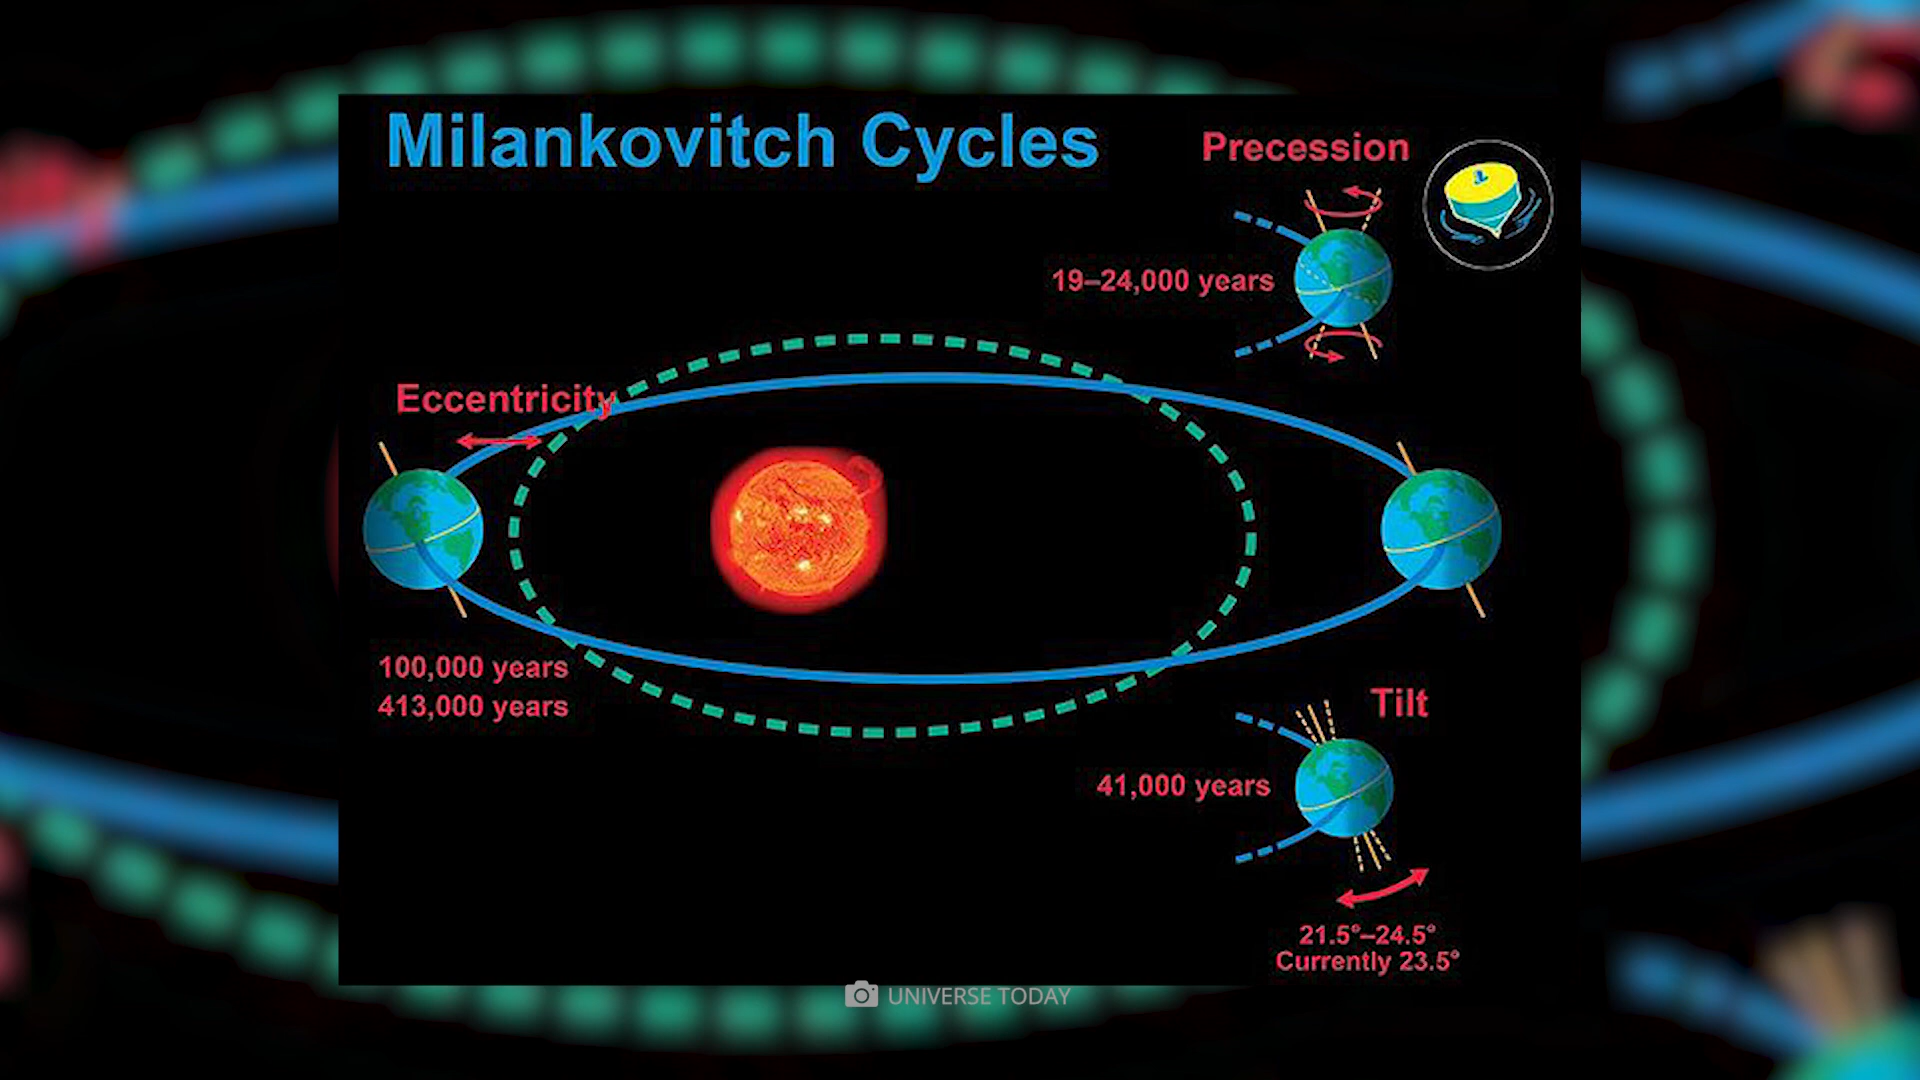 Milankovitch Cycles
Precession
19–24,000 years
Eccentricity
100,000 years
413,000 years
Tilt
41,000 years
21.5°–24.5°
Currently 23.5°
UNIVERSE TODAY